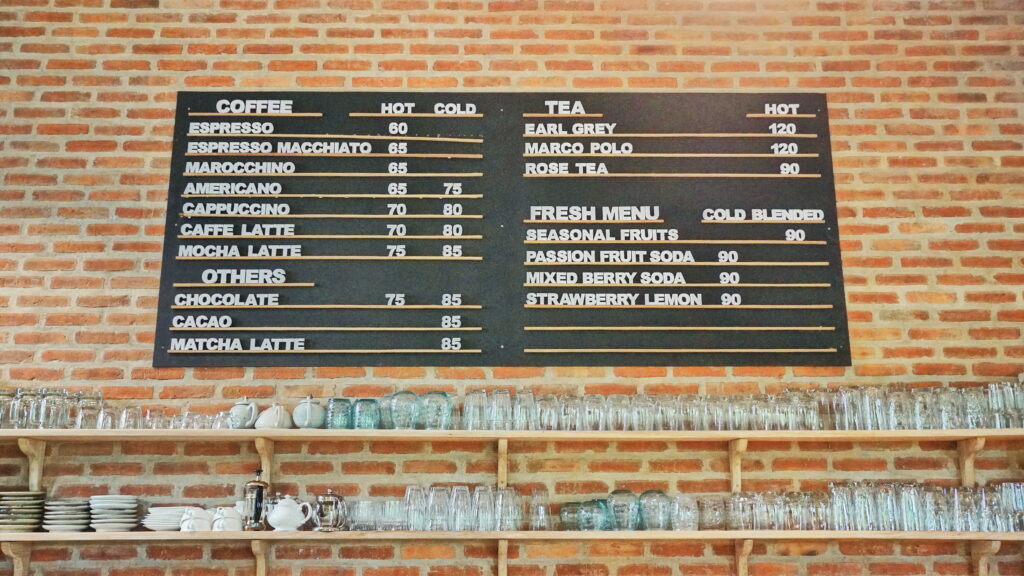 COFFEE HOT COLD
ESPRESSO 60
ESPRESSO MACCHIATO 65
MAROCCHINO 65
AMERICANO 65 75
CAPPUCCINO 70 80
CAFFE LATTE 70 80
MOCHA LATTE 75 85
OTHERS
CHOCOLATE 75 85
CACAO 85
MATCHA LATTE 85
TEA HOT
EARL GREY 120
MARCO POLO 120
ROSE TEA 90
FRESH MENU COLD BLENDED
SEASONAL FRUITS 90
PASSION FRUIT SODA 90
MIXED BERRY SODA 90
STRAWBERRY LEMON 90